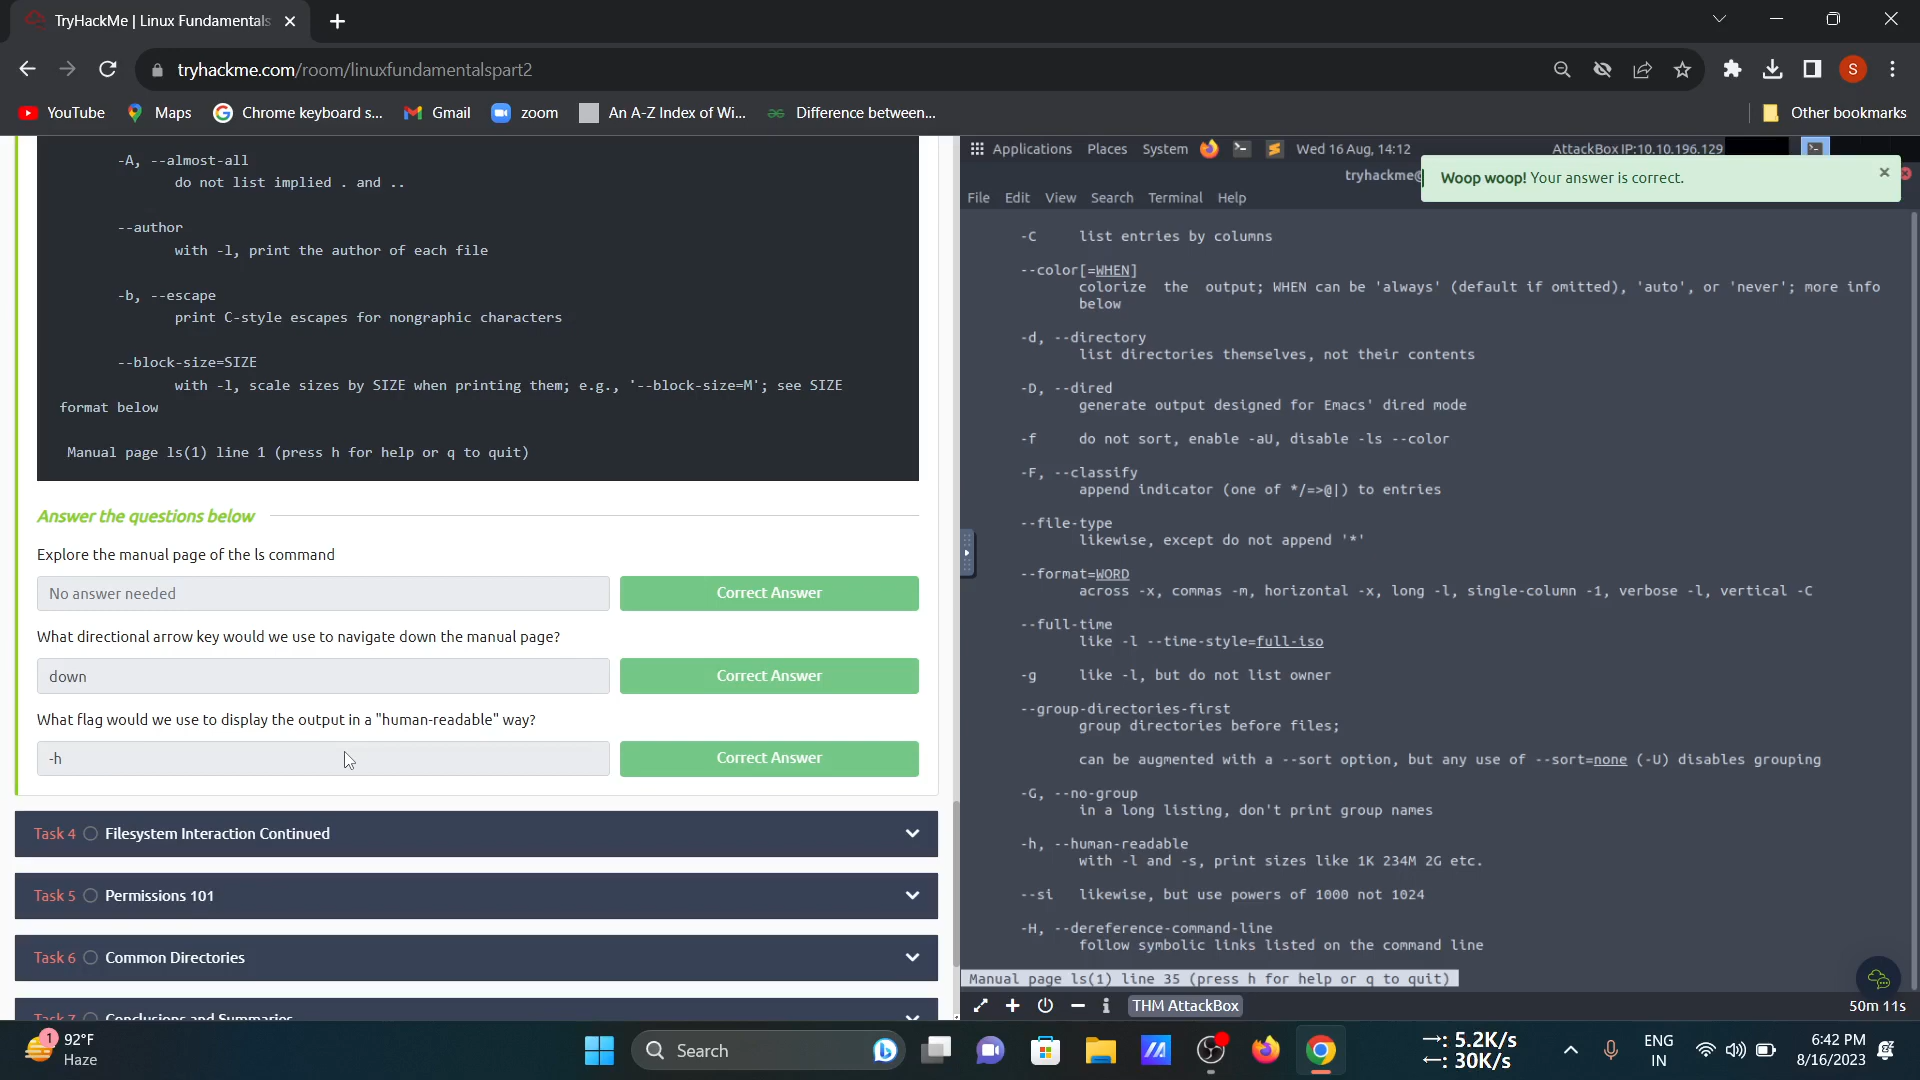 TryHackMe | Linux Fundamentals
tryhackme.com/room/linuxfundamentalspart2
S
YouTube
Maps
Chrome keyboard s...
Gmail
zoom
An A-Z Index of Wi...
Difference between...
Other bookmarks
-A, --almost-all
do not list implied . and ..
--author
with -l, print the author of each file
-b, --escape
print C-style escapes for nongraphic characters
--block-size=SIZE
with -l, scale sizes by SIZE when printing them; e.g., '--block-size=M'; see SIZE
format below
Manual page ls(1) line 1 (press h for help or q to quit)
Answer the questions below
Explore the manual page of the ls command
No answer needed
Correct Answer
What directional arrow key would we use to navigate down the manual page?
down
Correct Answer
What flag would we use to display the output in a "human-readable" way?
-h
Correct Answer
Task 4 Filesystem Interaction Continued
Task 5 Permissions 101
Task 6 Common Directories
Task 7 Conclusions and Summaries
Applications Places System Wed 16 Aug, 14:12 AttackBox IP:10.10.196.129
tryhackme@
Woop woop! Your answer is correct.
File Edit View Search Terminal Help
-C list entries by columns
--color[=WHEN]
colorize the output; WHEN can be 'always' (default if omitted), 'auto', or 'never'; more info
below
-d, --directory
list directories themselves, not their contents
-D, --dired
generate output designed for Emacs' dired mode
-f do not sort, enable -aU, disable -ls --color
-F, --classify
append indicator (one of */=>@|) to entries
--file-type
likewise, except do not append '*'
--format=WORD
across -x, commas -m, horizontal -x, long -l, single-column -1, verbose -l, vertical -C
--full-time
like -l --time-style=full-iso
-g like -l, but do not list owner
--group-directories-first
group directories before files;
can be augmented with a --sort option, but any use of --sort=none (-U) disables grouping
-G, --no-group
in a long listing, don't print group names
-h, --human-readable
with -l and -s, print sizes like 1K 234M 2G etc.
--si likewise, but use powers of 1000 not 1024
-H, --dereference-command-line
follow symbolic links listed on the command line
Manual page ls(1) line 35 (press h for help or q to quit)
THM AttackBox
50m 11s
1
92°F
Haze
Search
5.2K/s
30K/s
ENG
IN
6:42 PM
8/16/2023